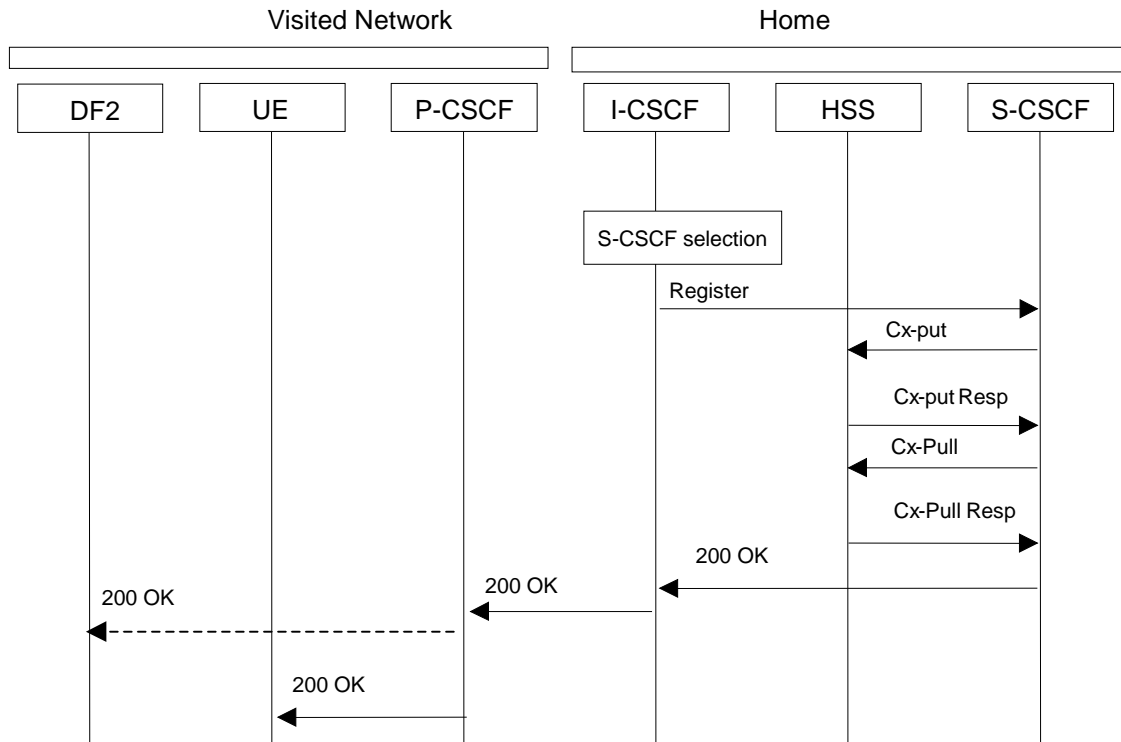 Visited Network
Home
DF2
UE
P-CSCF
I-CSCF
HSS
S-CSCF
S-CSCF selection
Register
Cx-put
Cx-put Resp
Cx-Pull
Cx-Pull Resp
200 OK
200 OK
200 OK
200 OK